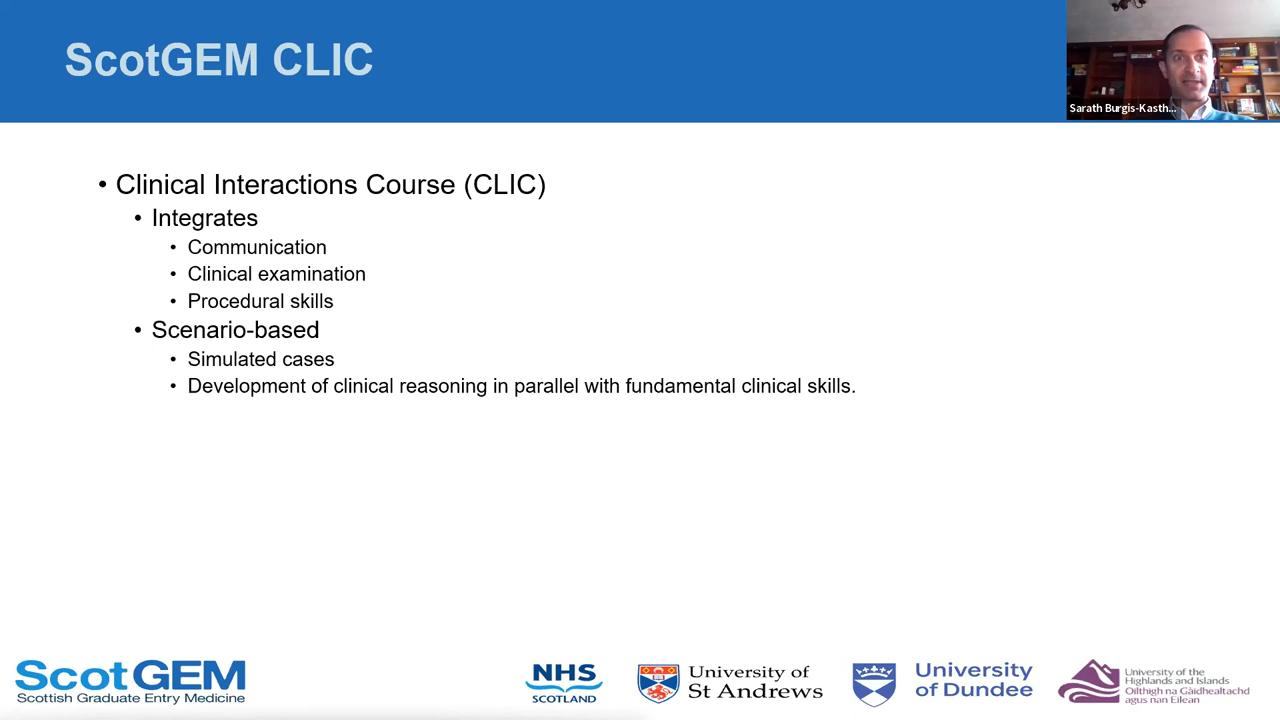 ScotGEM CLIC
Sarath Burgis-Kasth...
• Clinical Interactions Course (CLIC)
• Integrates
• Communication
• Clinical examination
• Procedural skills
• Scenario-based
• Simulated cases
• Development of clinical reasoning in parallel with fundamental clinical skills.
ScotGEM
Scottish Graduate Entry Medicine
NHS
SCOTLAND
University of
St Andrews
University
of Dundee
University of the
Highlands and Islands
Oilthigh na Gàidhealtachd
agus nan Eilean